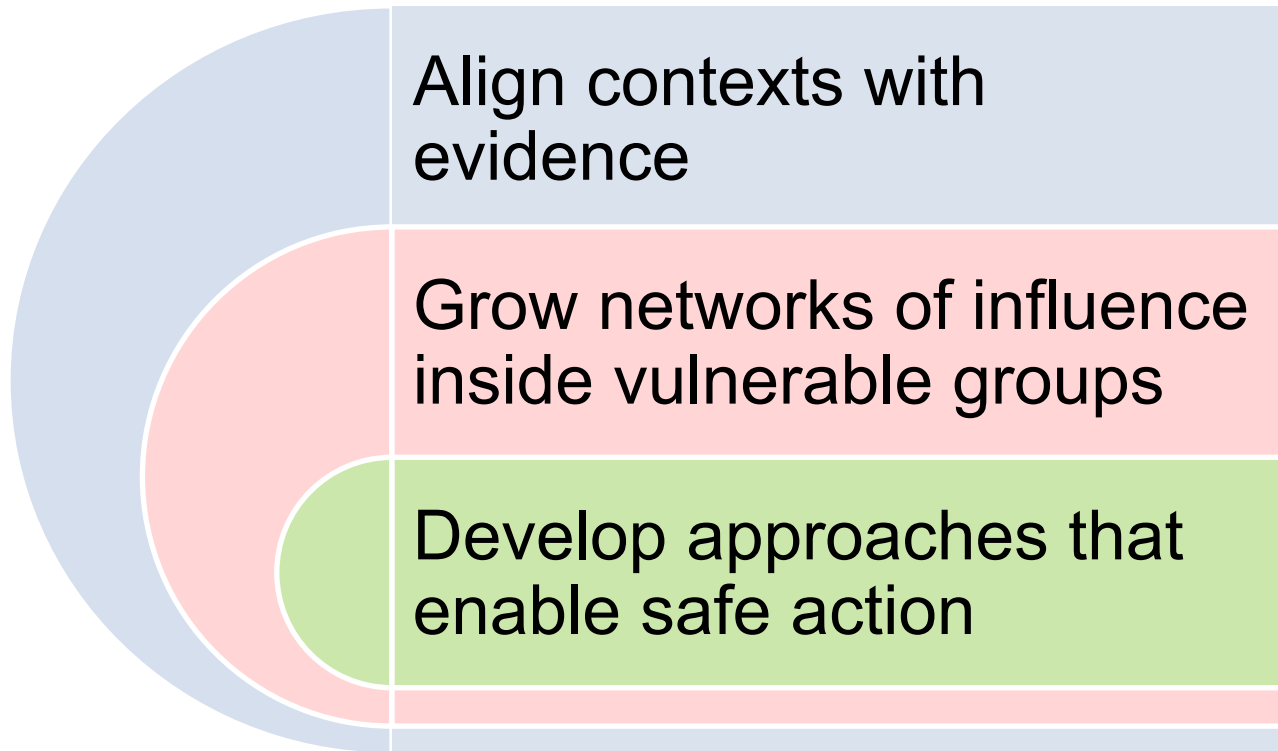 Align contexts with
evidence
Grow networks of influence
inside vulnerable groups
Develop approaches that
enable safe action